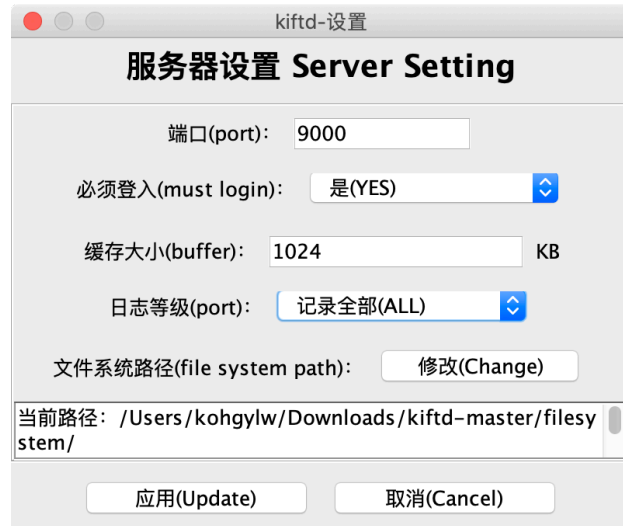 kiftd-设置
服务器设置 Server Setting
端口(port): 9000
必须登入(must login): 是(YES)
缓存大小(buffer): 1024 KB
日志等级(port): 记录全部(ALL)
文件系统路径(file system path): 修改(Change)
当前路径: /Users/kohgylw/Downloads/kiftd-master/filesy
stem/
应用(Update) 取消(Cancel)